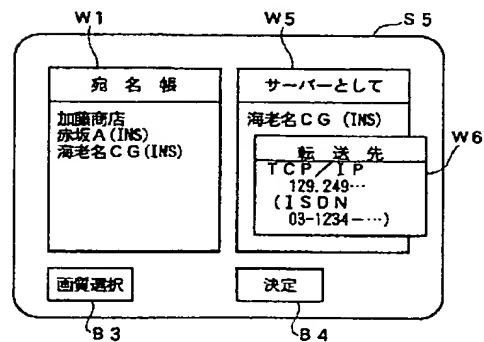 W1
W5
S5
宛名帳
加藤商店
赤坂A(INS)
海老名CG(INS)
サーバーとして
海老名CG (INS)
W6
転送先
TCP/IP
129.249…
(ISDN
03-1234-…)
画質選択
決定
B3
B4